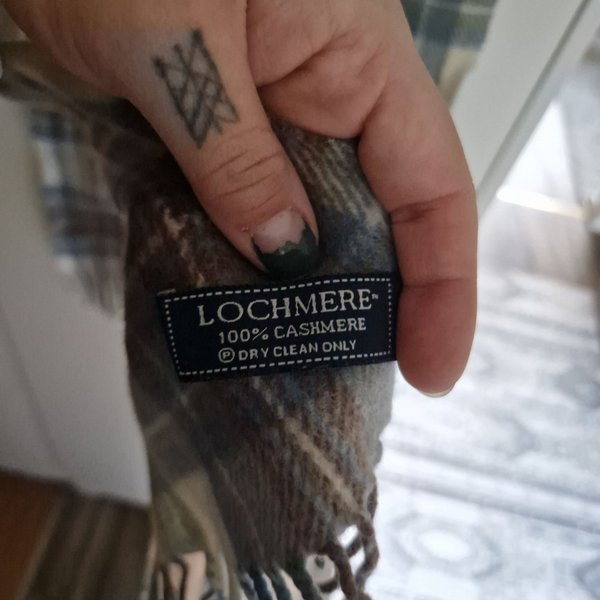 LOCHMERE™
100% CASHMERE
Ⓟ DRY CLEAN ONLY